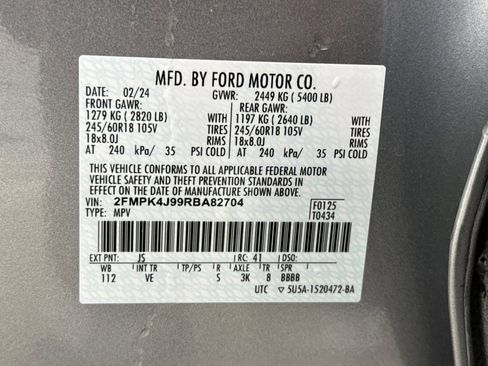 MFD. BY FORD MOTOR CO.
DATE: 02/24 GVWR: 2449 KG ( 5400 LB)
FRONT GAWR: REAR GAWR:
1279 KG ( 2820 LB) WITH 1197 KG ( 2640 LB) WITH
245/60R18 105V TIRES 245/60R18 105V TIRES
18x8.0J RIMS 18x8.0J RIMS
AT 240 kPa/ 35 PSI COLD AT 240 kPa/ 35 PSI COLD
THIS VEHICLE CONFORMS TO ALL APPLICABLE FEDERAL MOTOR
VEHICLE SAFETY AND THEFT PREVENTION STANDARDS IN
EFFECT ON THE DATE OF MANUFACTURE SHOWN ABOVE.
VIN: 2FMPK4J99RBA82704 F0125
TYPE: MPV T0434
EXT PNT: JS RC: 41 DSO:
WB INT TR TP/PS R AXLE TR SPR
112 VE S 3K 8 BBBB
UTC ▽ 5U5A-1520472-BA